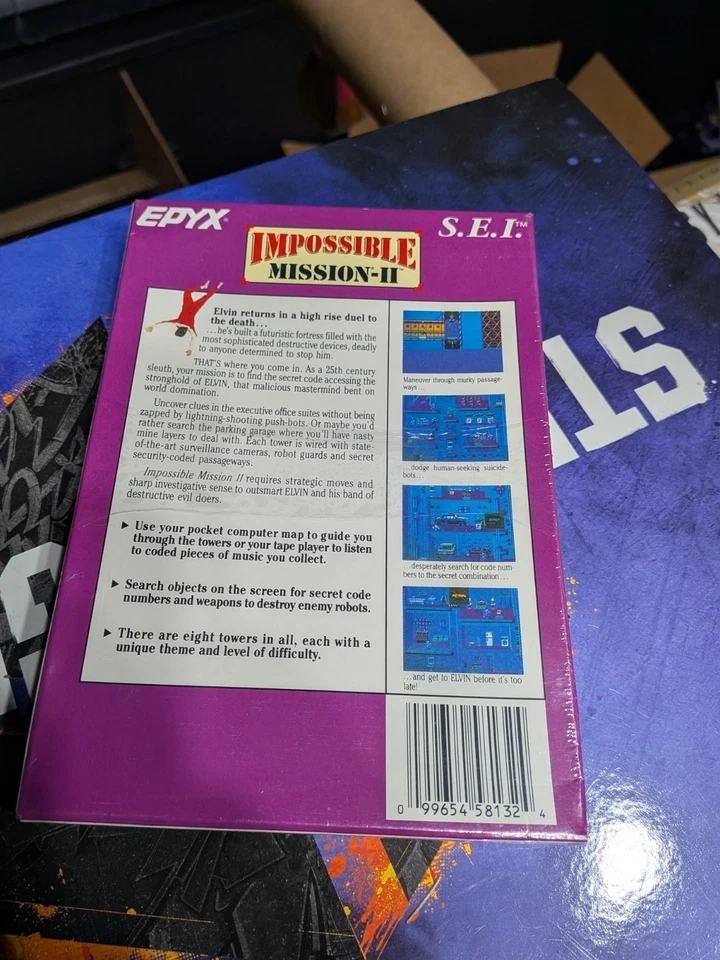 EPYX®
S.E.I.™
IMPOSSIBLE
MISSION-II™
Elvin returns in a high rise duel to
the death...
...he's built a futuristic fortress filled with the
most sophisticated destructive devices, deadly
to anyone determined to stop him.
THAT'S where you come in. As a 25th century
sleuth, your mission is to find the secret code accessing the
stronghold of ELVIN, that malicious mastermind bent on
world domination.
Uncover clues in the executive office suites without being
zapped by lightning-shooting push-bots. Or maybe you'd
rather search the parking garage where you'll have nasty
mine layers to deal with. Each tower is wired with state-
of-the-art surveillance cameras, robot guards and secret
security-coded passageways.
Impossible Mission II requires strategic moves and
sharp investigative sense to outsmart ELVIN and his band of
destructive evil doers.
▶ Use your pocket computer map to guide you
through the towers or your tape player to listen
to coded pieces of music you collect.
▶ Search objects on the screen for secret code
numbers and weapons to destroy enemy robots.
▶ There are eight towers in all, each with a
unique theme and level of difficulty.
Maneuver through murky passage-
ways...
...dodge human-seeking suicide-
bots...
...desperately search for code num-
bers to the secret combination...
...and get to ELVIN before it's too
late!
0 99654 58132 4